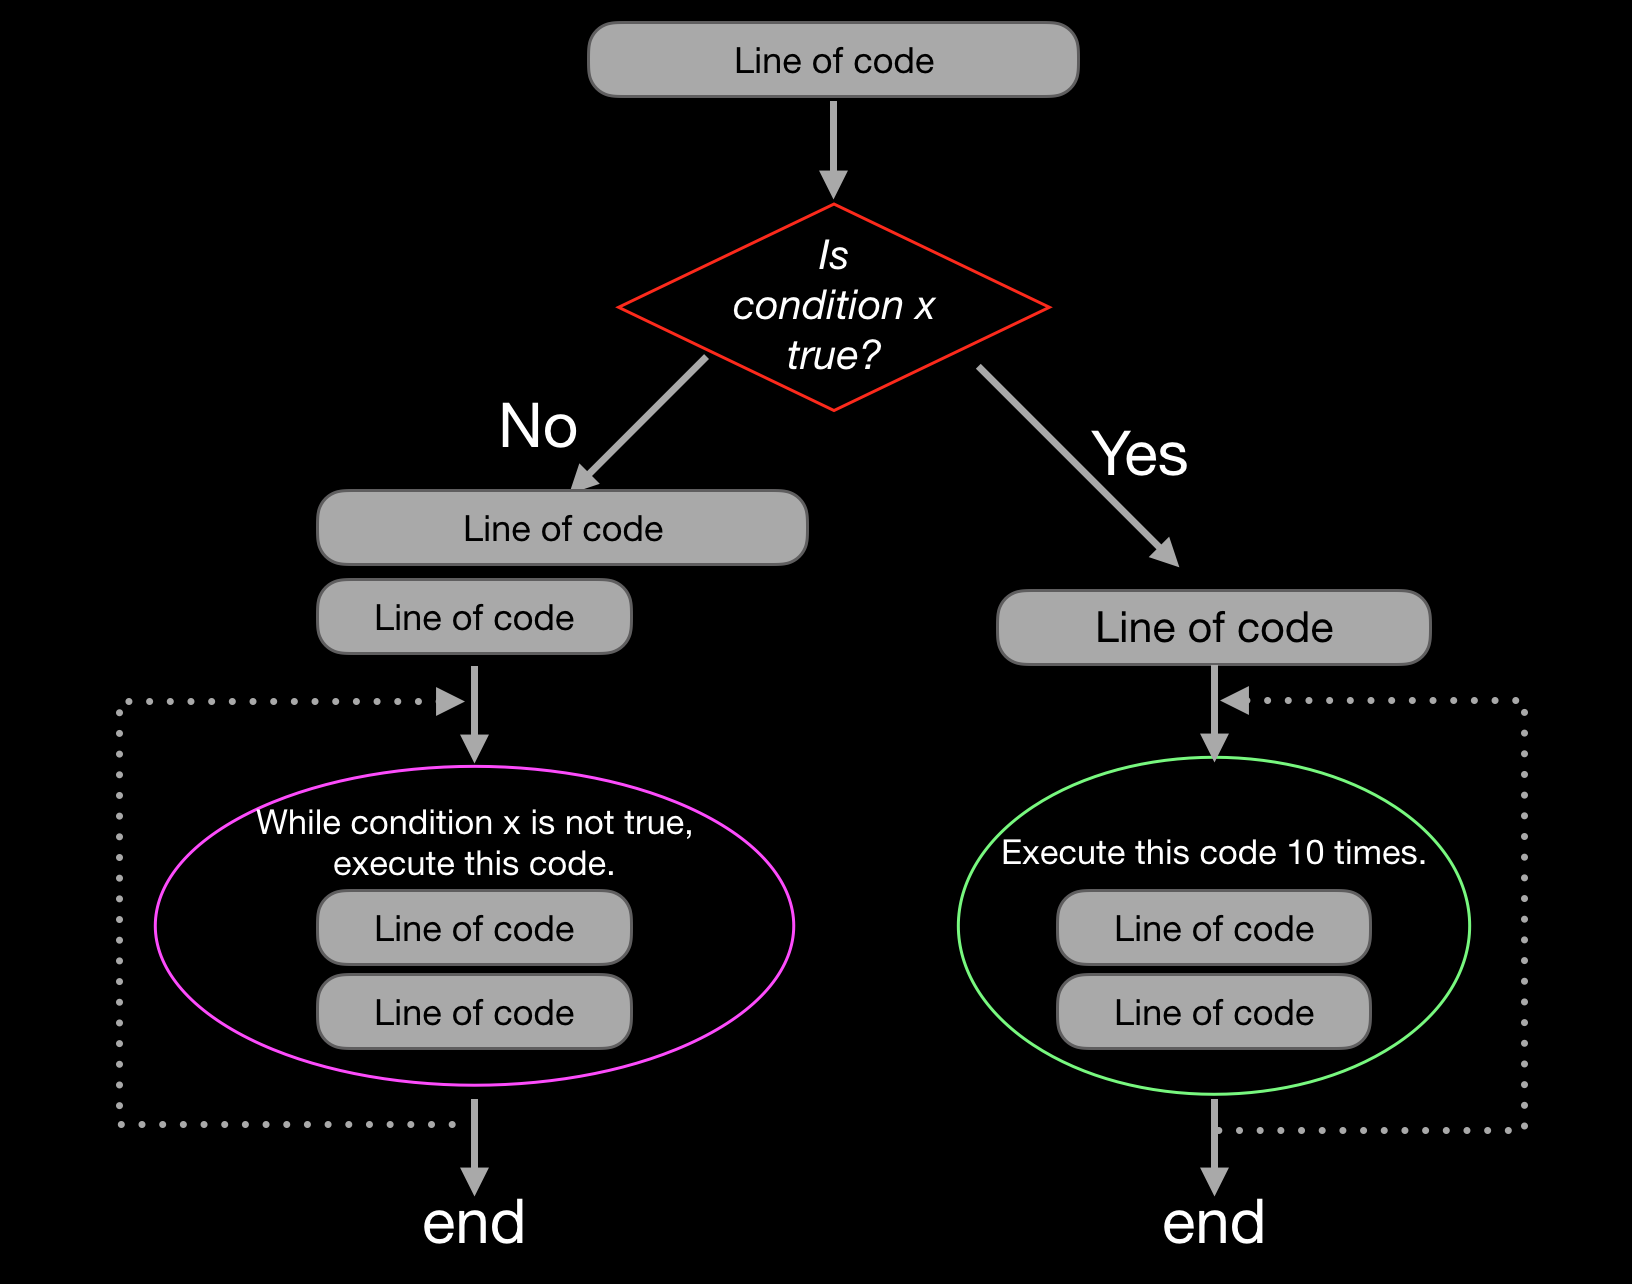 Line of code
Is
condition x
true?
No
Yes
Line of code
Line of code
Line of code
While condition x is not true,
execute this code.
Line of code
Line of code
Execute this code 10 times.
Line of code
Line of code
end
end